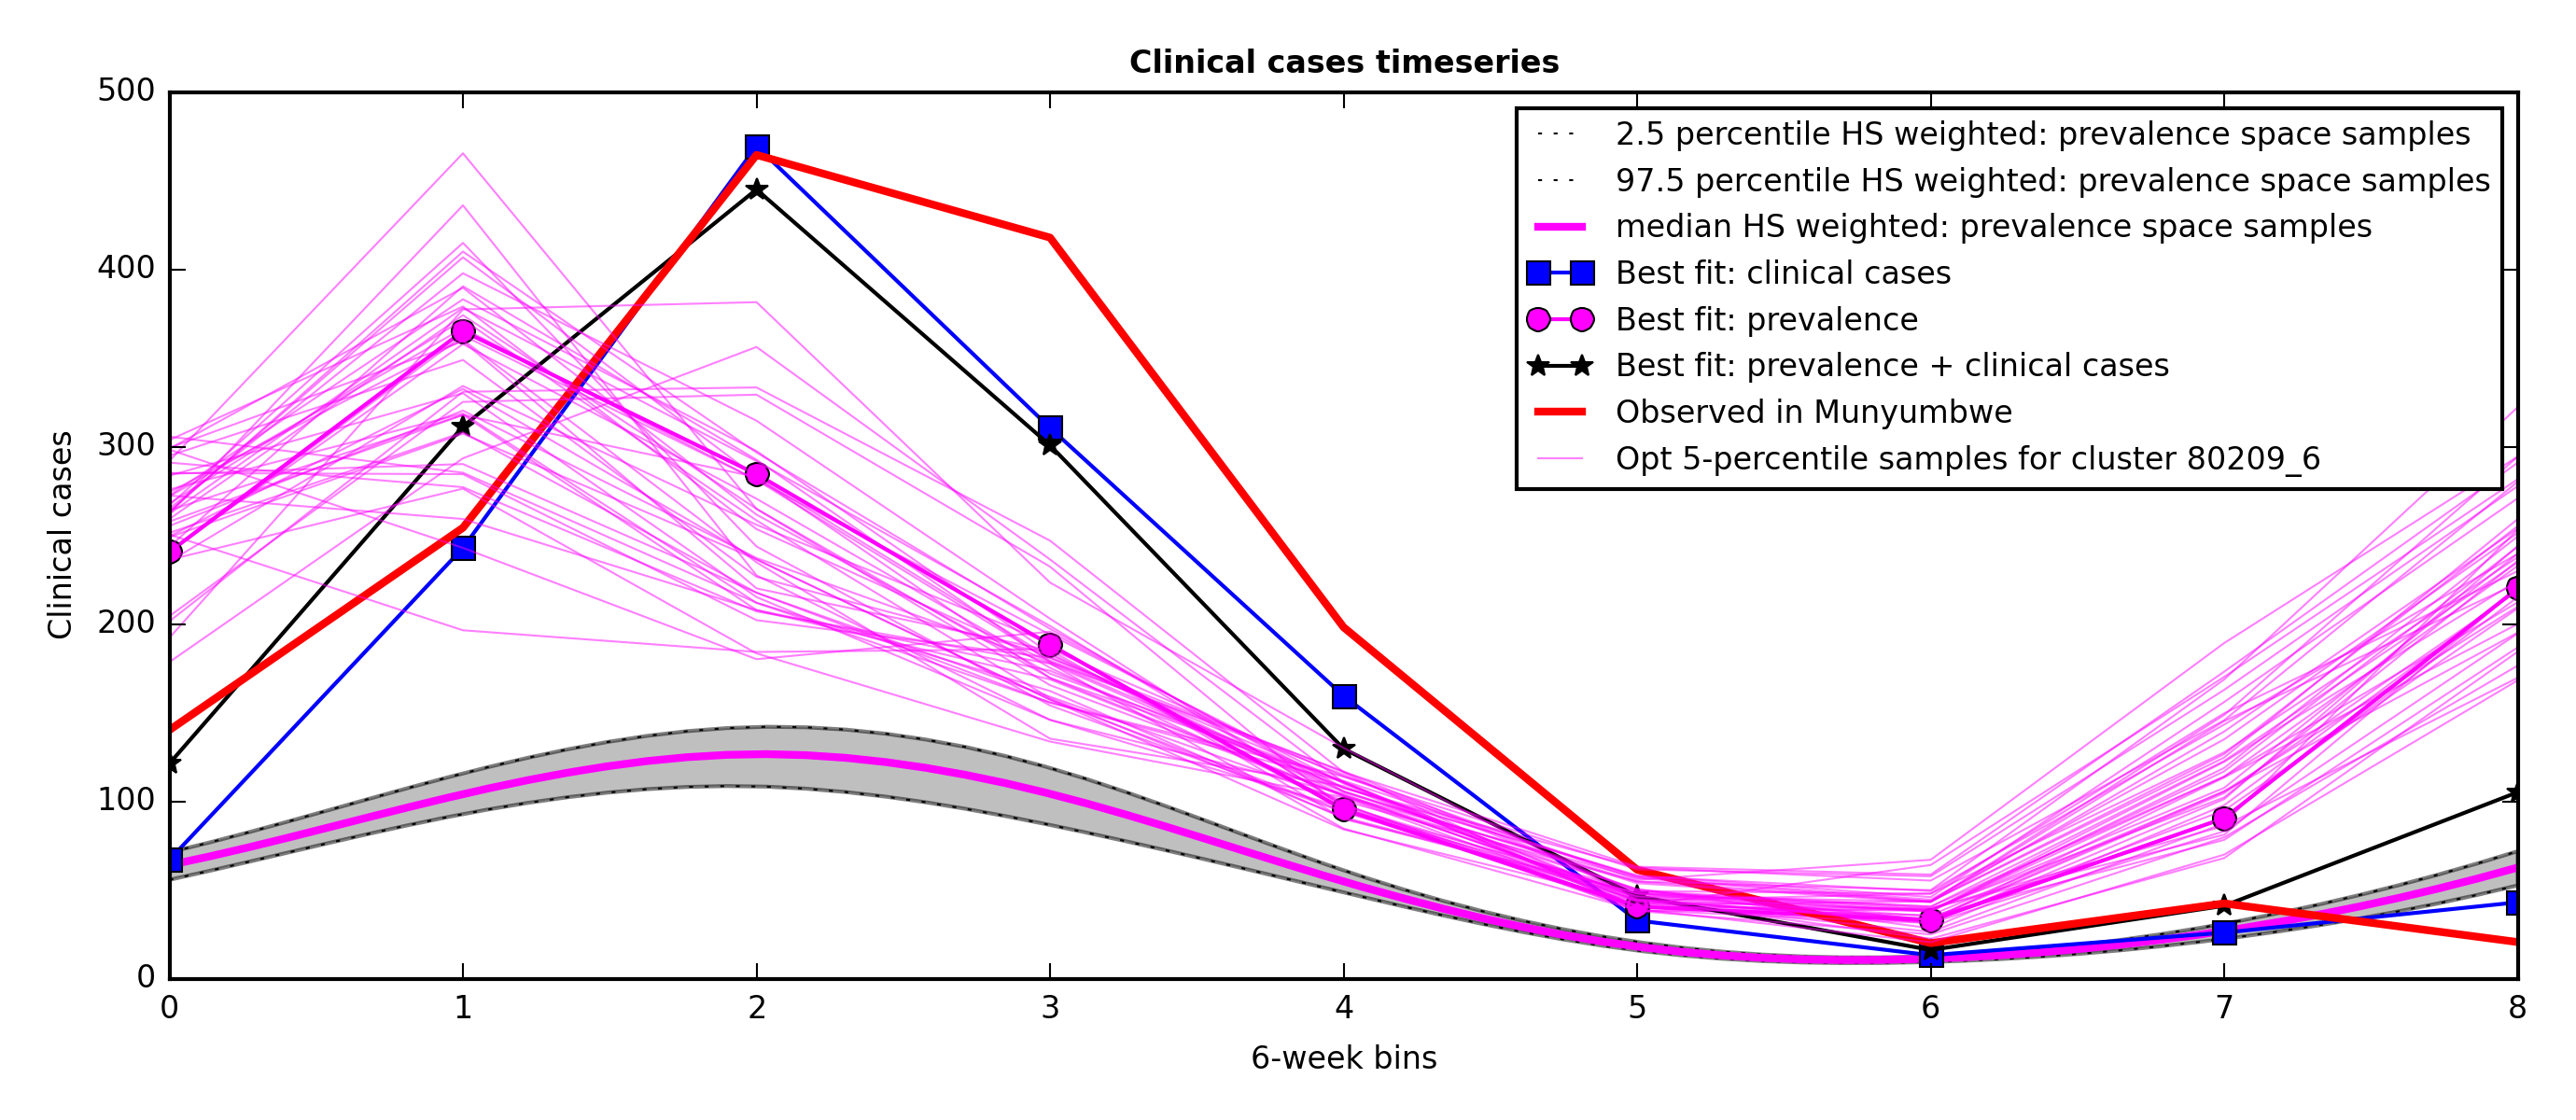 Clinical cases timeseries
500
400
300
200
100
0
Clinical cases
2.5 percentile HS weighted: prevalence space samples
97.5 percentile HS weighted: prevalence space samples
median HS weighted: prevalence space samples
Best fit: clinical cases
Best fit: prevalence
Best fit: prevalence + clinical cases
Observed in Munyumbwe
Opt 5-percentile samples for cluster 80209_6
0 1 2 3 4 5 6 7 8
6-week bins